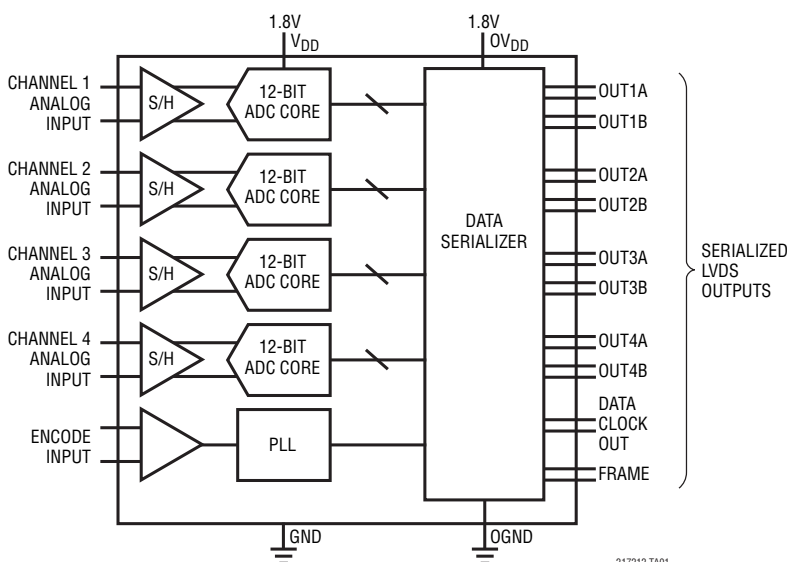 1.8V
V_DD
1.8V
OV_DD
CHANNEL 1
ANALOG
INPUT
S/H
12-BIT
ADC CORE
CHANNEL 2
ANALOG
INPUT
S/H
12-BIT
ADC CORE
CHANNEL 3
ANALOG
INPUT
S/H
12-BIT
ADC CORE
CHANNEL 4
ANALOG
INPUT
S/H
12-BIT
ADC CORE
ENCODE
INPUT
PLL
DATA
SERIALIZER
OUT1A
OUT1B
OUT2A
OUT2B
OUT3A
OUT3B
OUT4A
OUT4B
DATA
CLOCK
OUT
FRAME
SERIALIZED
LVDS
OUTPUTS
GND
OGND